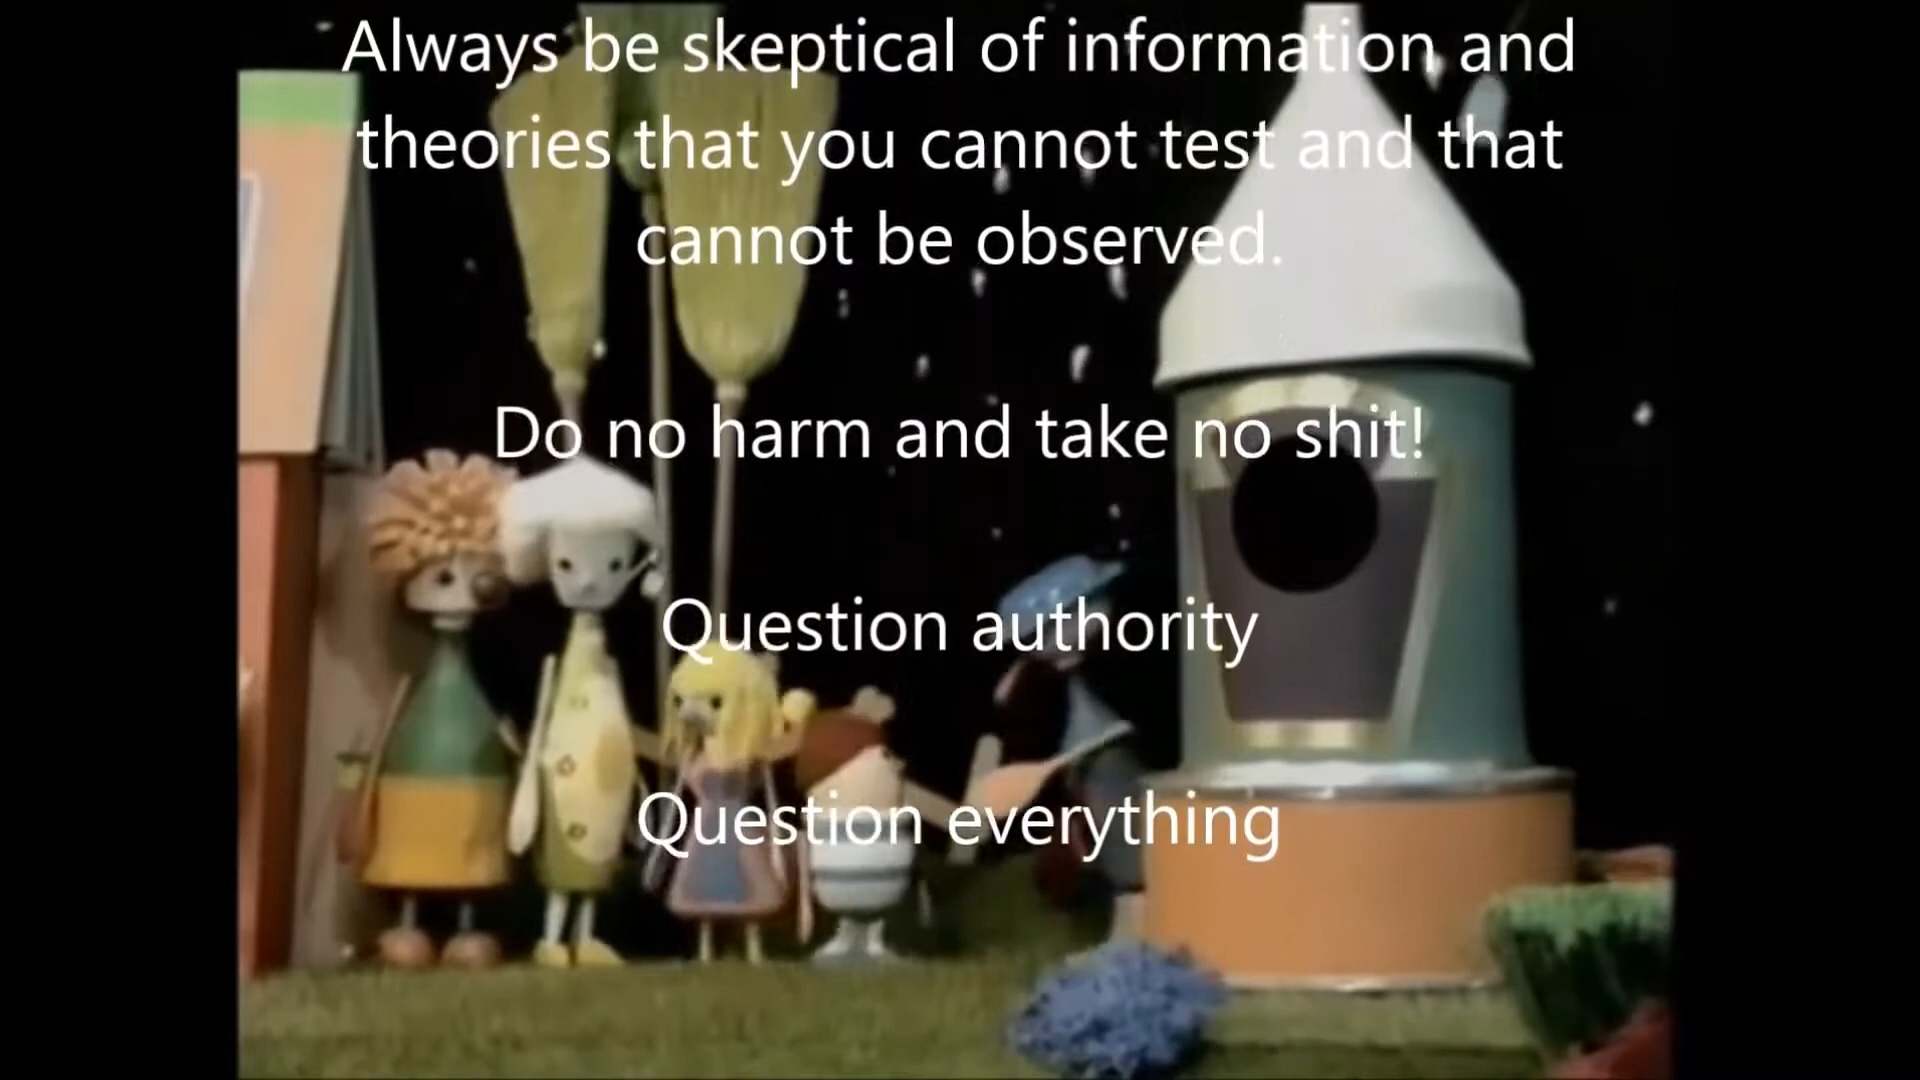 Always be skeptical of information and
theories that you cannot test and that
cannot be observed.
Do no harm and take no shit!
Question authority
Question everything